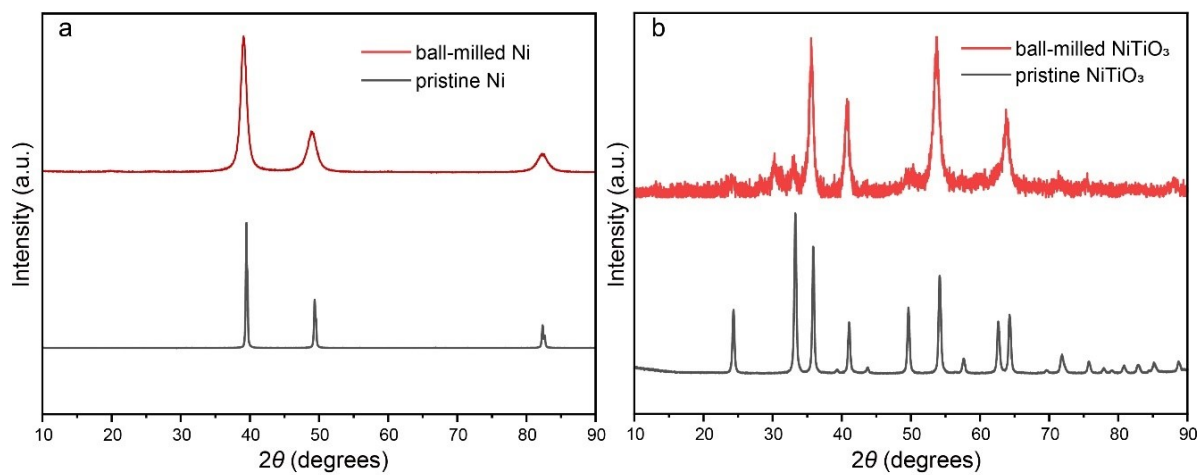 a
ball-milled Ni
pristine Ni
Intensity (a.u.)
10 20 30 40 50 60 70 80 90
2θ (degrees)
b
ball-milled NiTiO₃
pristine NiTiO₃
Intensity (a.u.)
10 20 30 40 50 60 70 80 90
2θ (degrees)